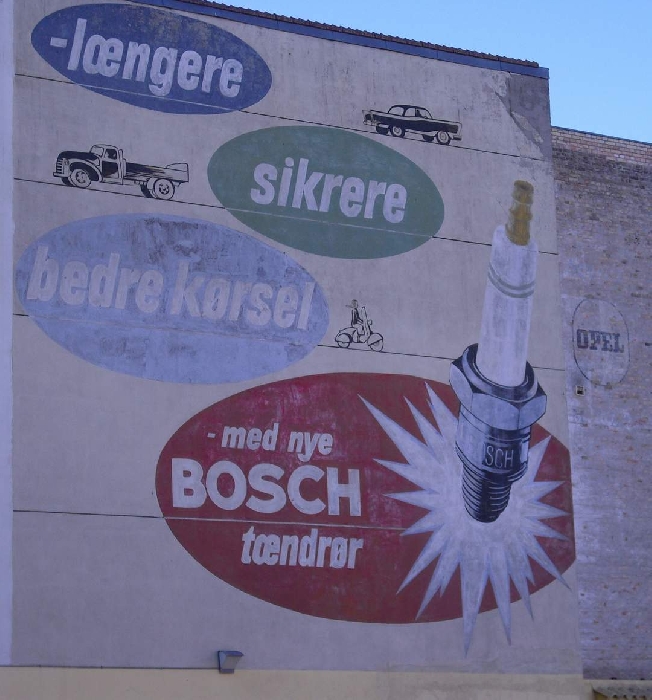 -længere
sikrere
bedre kørsel
- med nye
BOSCH
tændrør
SCH
OPEL